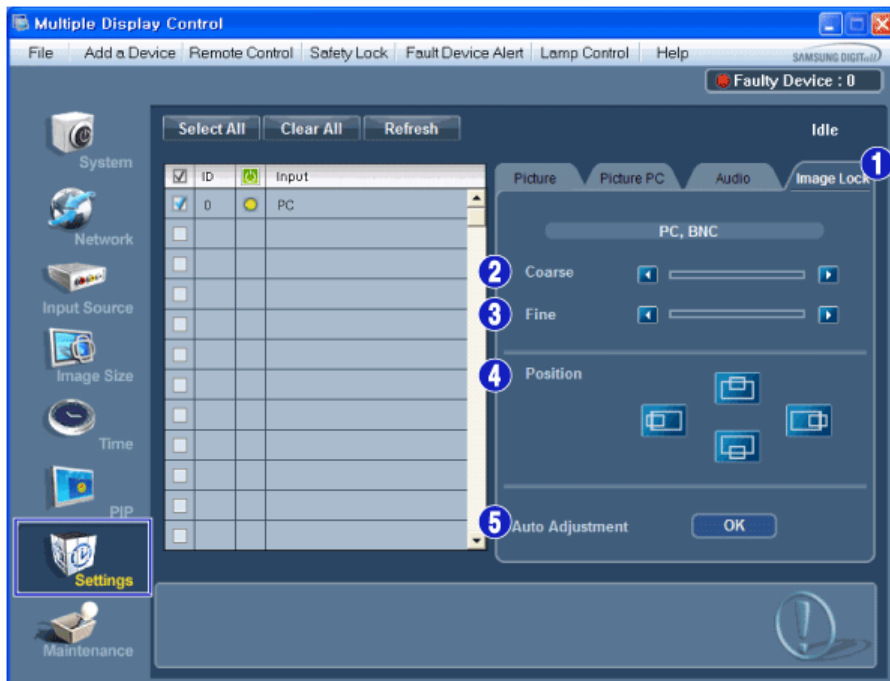 Multiple Display Control
File Add a Device Remote Control Safety Lock Fault Device Alert Lamp Control Help
SAMSUNG DIGITall
Faulty Device : 0
Select All Clear All Refresh
Idle
System
Network
Input Source
Image Size
Time
PIP
Settings
Maintenance
ID Input
0 PC
Picture Picture PC Audio Image Lock
1
PC, BNC
2 Coarse
3 Fine
4 Position
5 Auto Adjustment OK